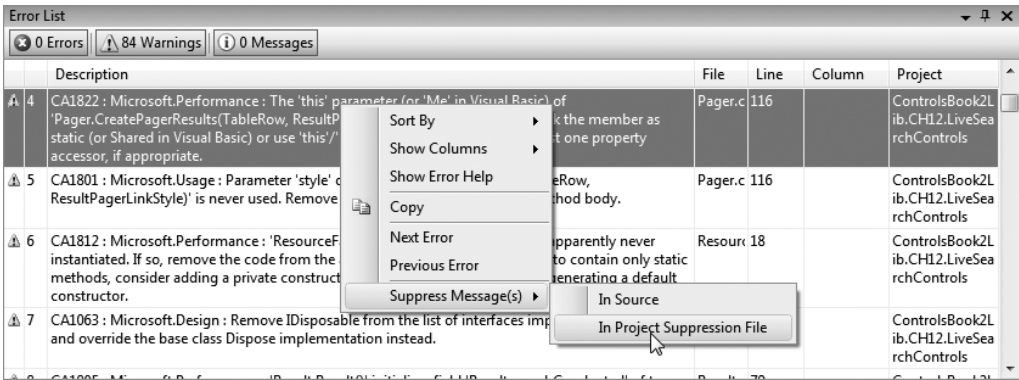 Error List
0 Errors 84 Warnings 0 Messages
Description File Line Column Project
4 CA1822 : Microsoft.Performance : The 'this' parameter (or 'Me' in Visual Basic) of Pager.c 116 ControlsBook2L
'Pager.CreatePagerResults(TableRow, ResultP k the member as ib.CH12.LiveSea
static (or Shared in Visual Basic) or use 'this'/' t one property rchControls
accessor, if appropriate.
Sort By
Show Columns
Show Error Help
Copy
Next Error
Previous Error
Suppress Message(s)
In Source
In Project Suppression File
5 CA1801 : Microsoft.Usage : Parameter 'style' eRow, Pager.c 116 ControlsBook2L
ResultPagerLinkStyle)' is never used. Remove thod body. ib.CH12.LiveSea
rchControls
6 CA1812 : Microsoft.Performance : 'ResourceF pparently never Resourc 18 ControlsBook2L
instantiated. If so, remove the code from the to contain only static ib.CH12.LiveSea
methods, consider adding a private construct enerating a default rchControls
constructor.
7 CA1063 : Microsoft.Design : Remove IDisposable from the list of interfaces imp ControlsBook2L
and override the base class Dispose implementation instead. ib.CH12.LiveSea
rchControls